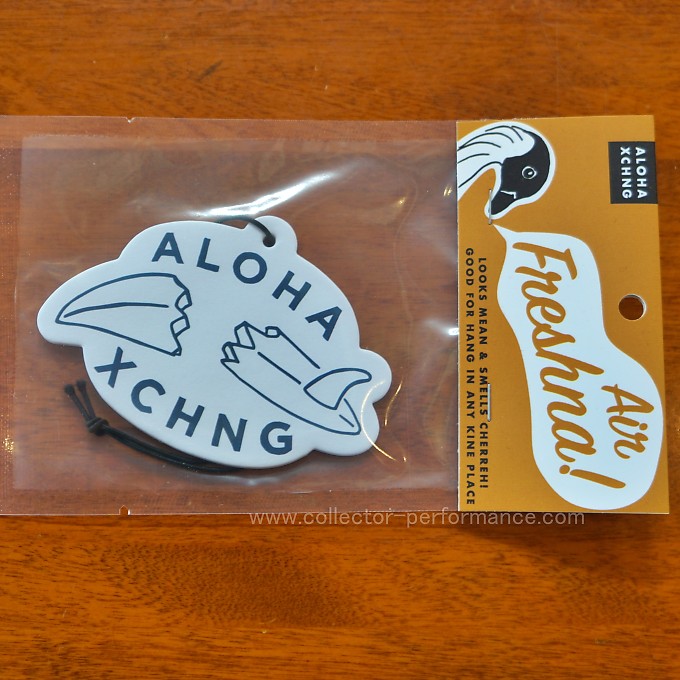 ALOHA
XCHNG
ALOHA
XCHNG
Air
Freshna!
LOOKS MEAN & SMELLS CHERREH!
GOOD FOR HANG IN ANY KINE PLACE
www.collector-performance.com